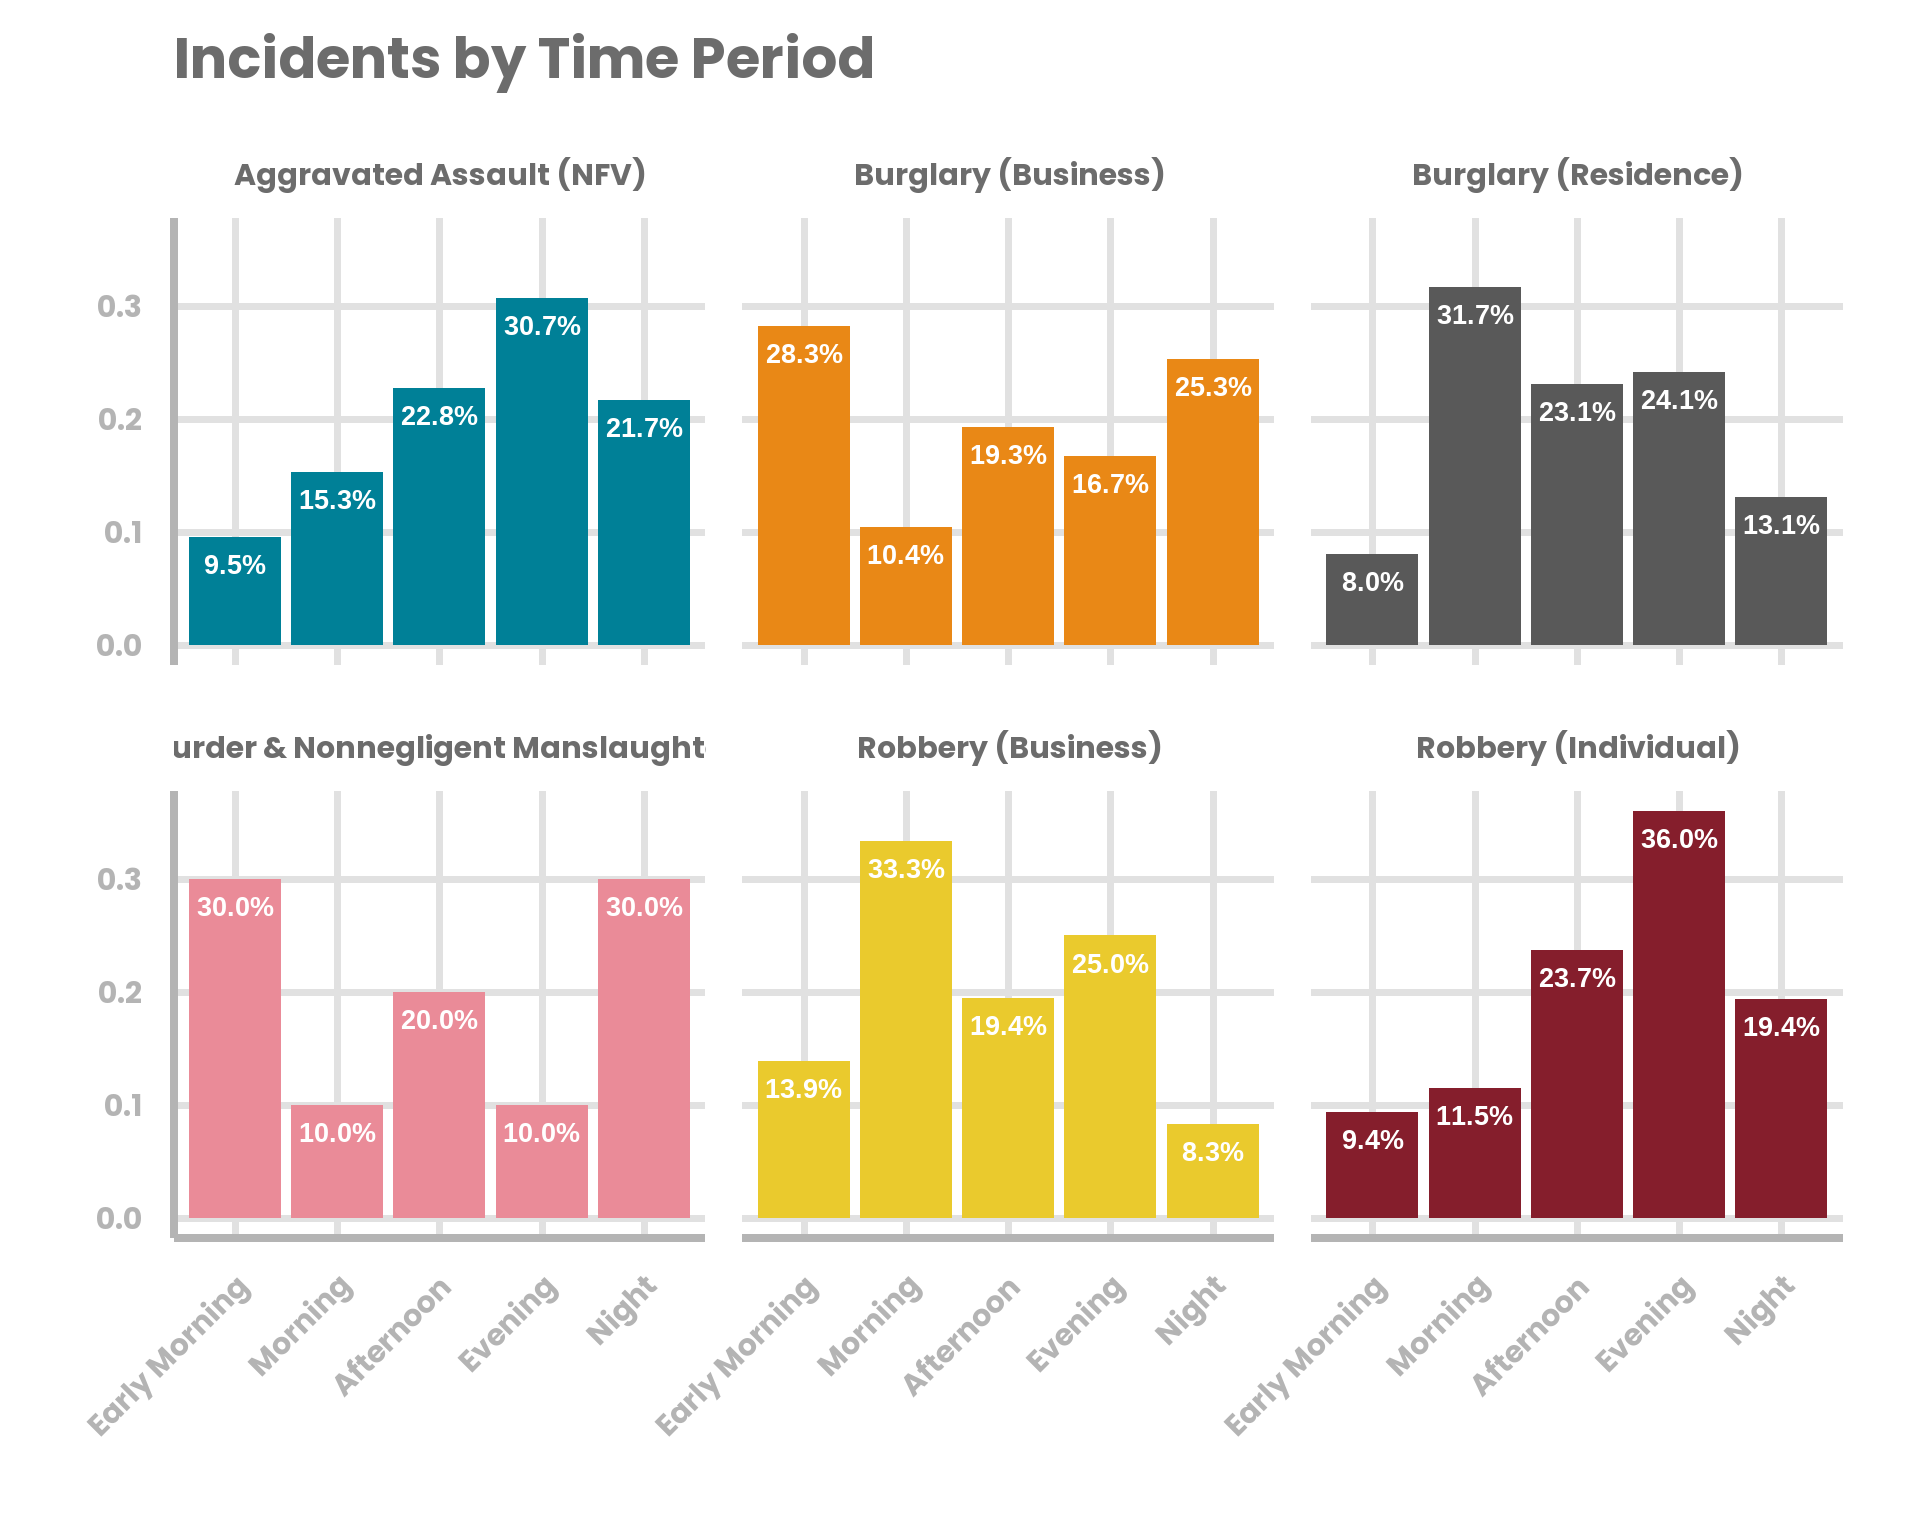 Incidents by Time Period
Aggravated Assault (NFV)
Burglary (Business)
Burglary (Residence)
0.3
0.2
0.1
0.0
9.5%
15.3%
22.8%
30.7%
21.7%
28.3%
10.4%
19.3%
16.7%
25.3%
8.0%
31.7%
23.1%
24.1%
13.1%
urder & Nonnegligent Manslaught
Robbery (Business)
Robbery (Individual)
0.3
0.2
0.1
0.0
30.0%
10.0%
20.0%
10.0%
30.0%
13.9%
33.3%
19.4%
25.0%
8.3%
9.4%
11.5%
23.7%
36.0%
19.4%
Early Morning
Morning
Afternoon
Evening
Night
Early Morning
Morning
Afternoon
Evening
Night
Early Morning
Morning
Afternoon
Evening
Night